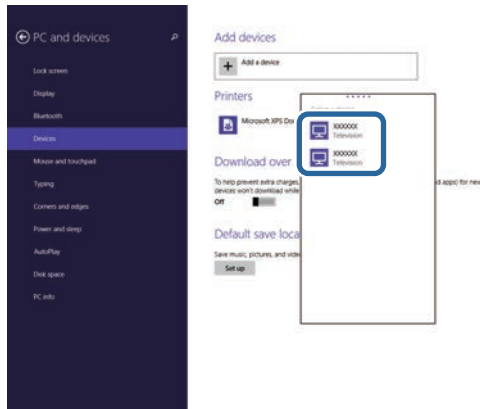 PC and devices
Lock screen
Display
Bluetooth
Devices
Mouse and touchpad
Typing
Corners and edges
Power and sleep
AutoPlay
Disk space
PC info
Add devices
Add a device
Printers
Microsoft XPS Do
Download over
To help prevent extra charges,
d apps) for new
devices won't download while
Off
Default save loca
Save music, pictures, and vide
Set up
XXXXXX
Television
XXXXXX
Television